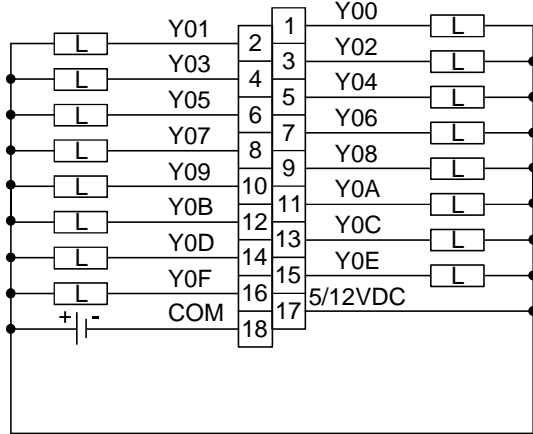 1 Y00 L
L Y01 2
3 Y02 L
L Y03 4
5 Y04 L
L Y05 6
7 Y06 L
L Y07 8
9 Y08 L
L Y09 10
11 Y0A L
L Y0B 12
13 Y0C L
L Y0D 14
15 Y0E L
L Y0F 16
17 5/12VDC
+ - COM 18